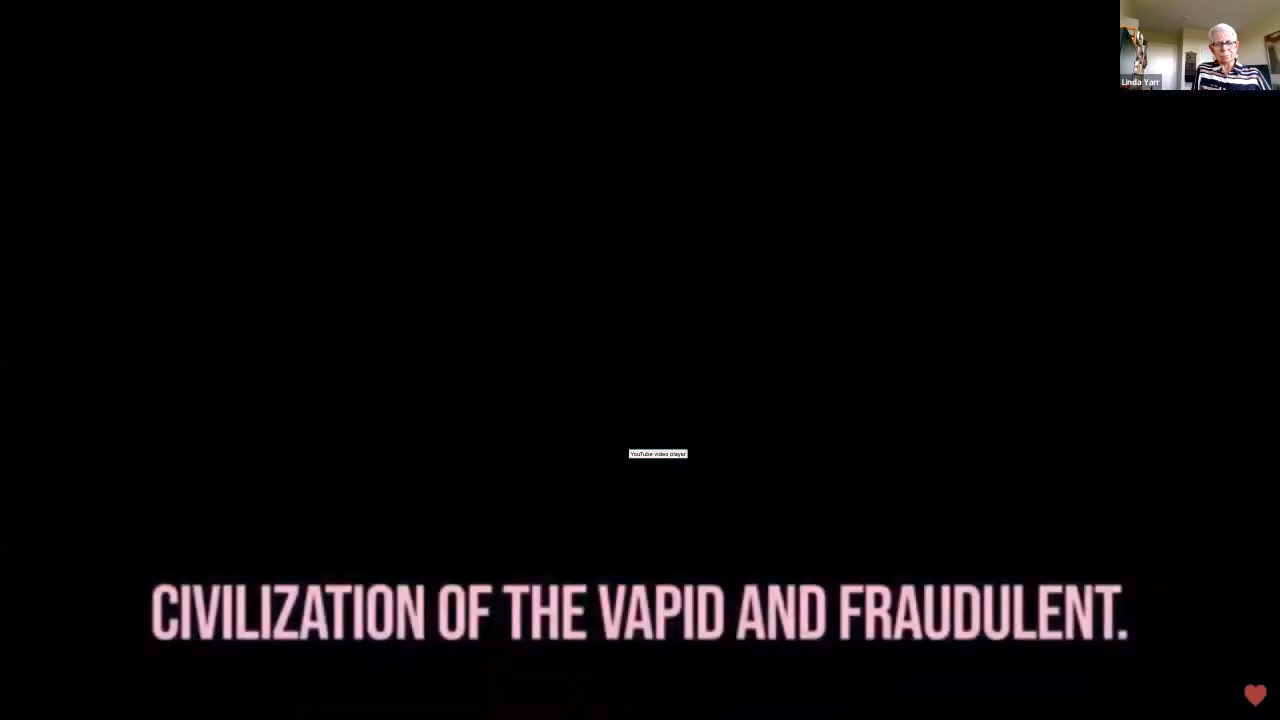 Linda Yarr
YouTube video player
CIVILIZATION OF THE VAPID AND FRAUDULENT.